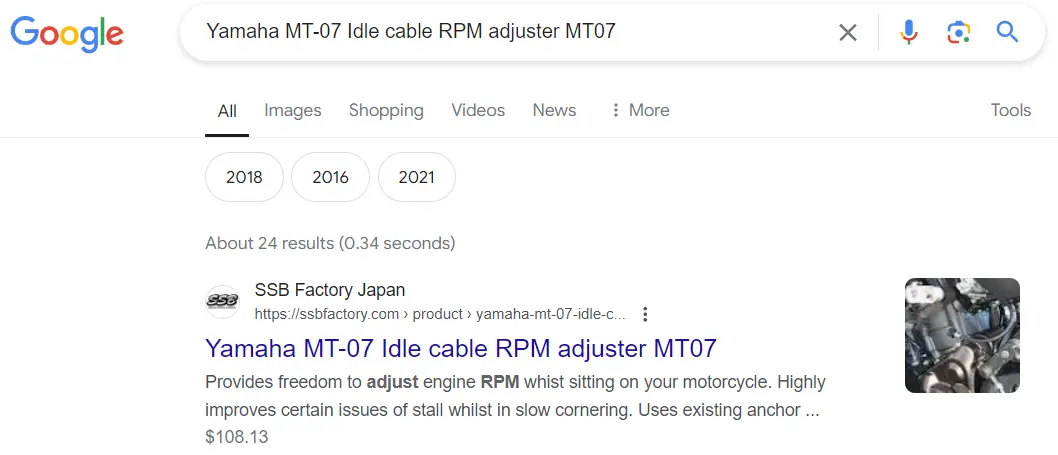 Google
Yamaha MT-07 Idle cable RPM adjuster MT07
All Images Shopping Videos News More Tools
2018 2016 2021
About 24 results (0.34 seconds)
SSB
SSB Factory Japan
https://ssbfactory.com › product › yamaha-mt-07-idle-c...
Yamaha MT-07 Idle cable RPM adjuster MT07
Provides freedom to adjust engine RPM whist sitting on your motorcycle. Highly
improves certain issues of stall whilst in slow cornering. Uses existing anchor ...
$108.13